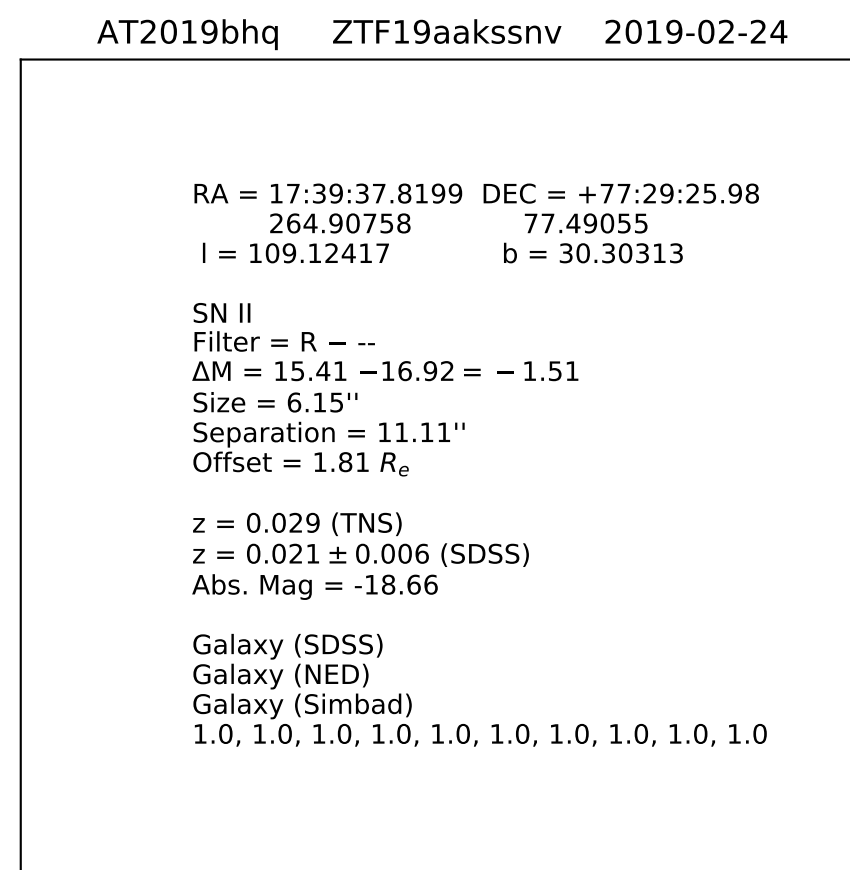 AT2019bhq ZTF19aakssnv 2019-02-24
RA = 17:39:37.8199 DEC = +77:29:25.98
264.90758 77.49055
l = 109.12417 b = 30.30313
SN II
Filter = R − --
ΔM = 15.41 −16.92 = − 1.51
Size = 6.15''
Separation = 11.11''
Offset = 1.81 Rₑ
z = 0.029 (TNS)
z = 0.021 ± 0.006 (SDSS)
Abs. Mag = -18.66
Galaxy (SDSS)
Galaxy (NED)
Galaxy (Simbad)
1.0, 1.0, 1.0, 1.0, 1.0, 1.0, 1.0, 1.0, 1.0, 1.0